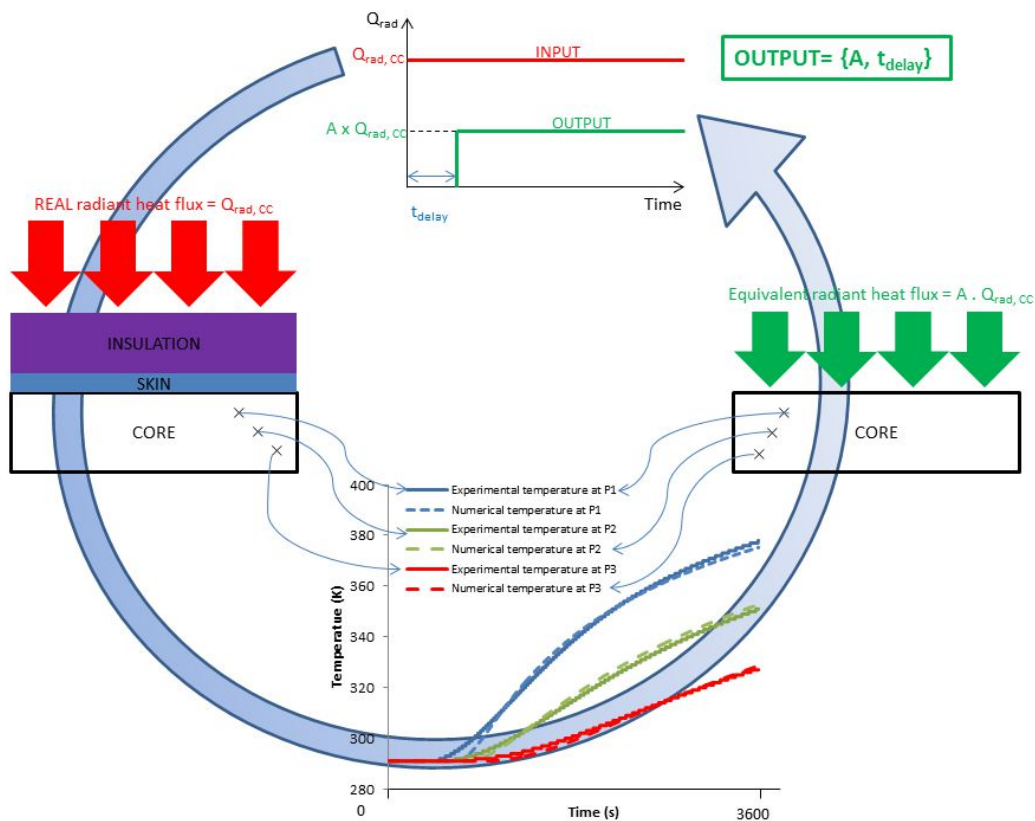 Q_rad
Q_rad, CC
INPUT
OUTPUT= {A, t_delay}
A x Q_rad, CC
OUTPUT
t_delay
Time
REAL radiant heat flux = Q_rad, CC
INSULATION
SKIN
CORE
Equivalent radiant heat flux = A . Q_rad, CC
CORE
400
380
360
340
320
300
280
Temperatue (K)
Experimental temperature at P1
Numerical temperature at P1
Experimental temperature at P2
Numerical temperature at P2
Experimental temperature at P3
Numerical temperature at P3
0
Time (s)
3600